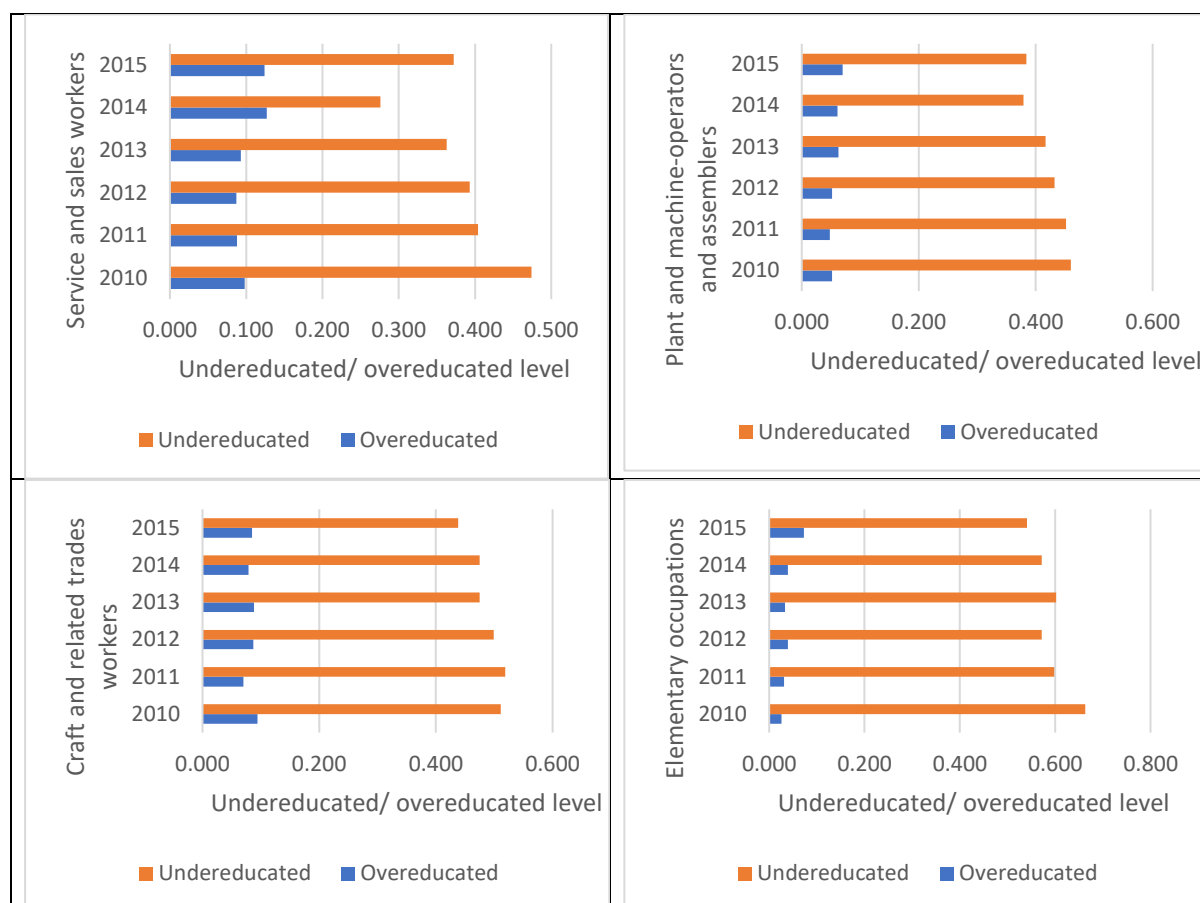 Service and sales workers
2015
2014
2013
2012
2011
2010
0.000 0.100 0.200 0.300 0.400 0.500
Undereducated/ overeducated level
Undereducated Overeducated
Plant and machine-operators
and assemblers
2015
2014
2013
2012
2011
2010
0.000 0.200 0.400 0.600
Undereducated/ overeducated level
Undereducated Overeducated
Craft and related trades
workers
2015
2014
2013
2012
2011
2010
0.000 0.200 0.400 0.600
Undereducated/ overeducated level
Undereducated Overeducated
Elementary occupations
2015
2014
2013
2012
2011
2010
0.000 0.200 0.400 0.600 0.800
Undereducated/ overeducated level
Undereducated Overeducated